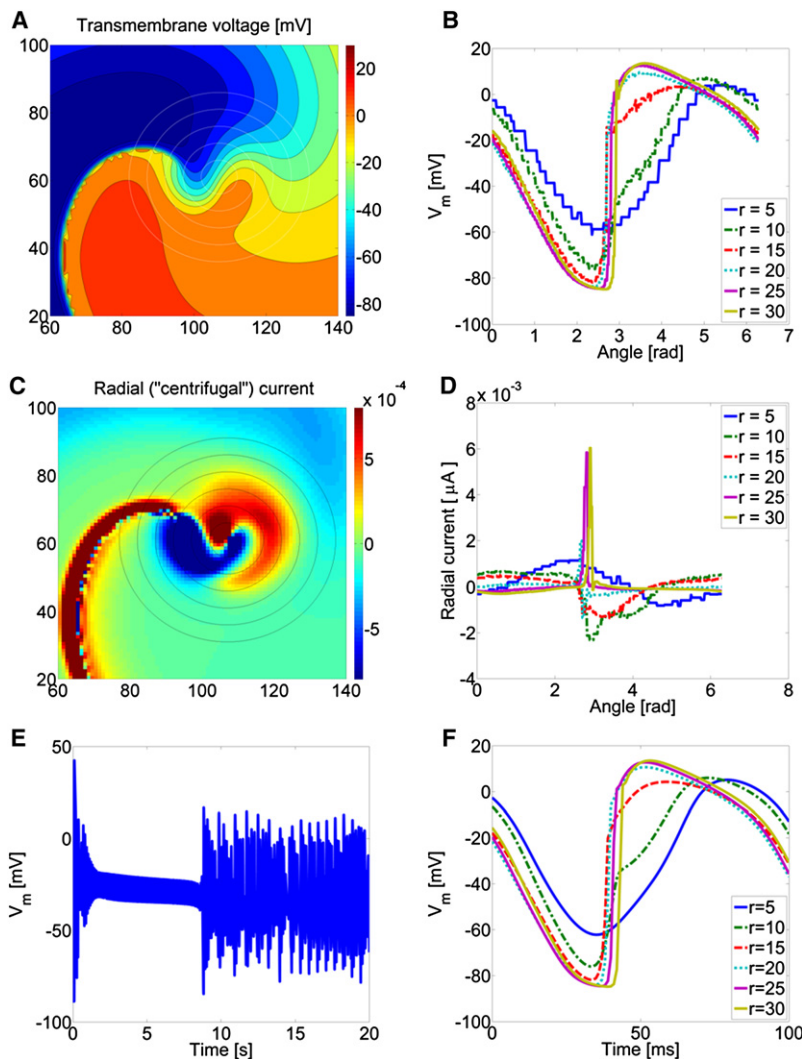 A
Transmembrane voltage [mV]
100
80
60
40
20
60 80 100 120 140
20
0
-20
-40
-60
-80
B
V_m [mV]
20
0
-20
-40
-60
-80
-100
0 1 2 3 4 5 6 7
Angle [rad]
r = 5
r = 10
r = 15
r = 20
r = 25
r = 30
C
Radial ("centrifugal") current
100
80
60
40
20
60 80 100 120 140
x 10^-4
5
0
-5
D
x 10^-3
Radial current [µA]
8
6
4
2
0
-2
-4
0 2 4 6 8
Angle [rad]
r = 5
r = 10
r = 15
r = 20
r = 25
r = 30
E
V_m [mV]
50
0
-50
-100
0 5 10 15 20
Time [s]
F
V_m [mV]
20
0
-20
-40
-60
-80
-100
0 50 100
Time [ms]
r=5
r=10
r=15
r=20
r=25
r=30